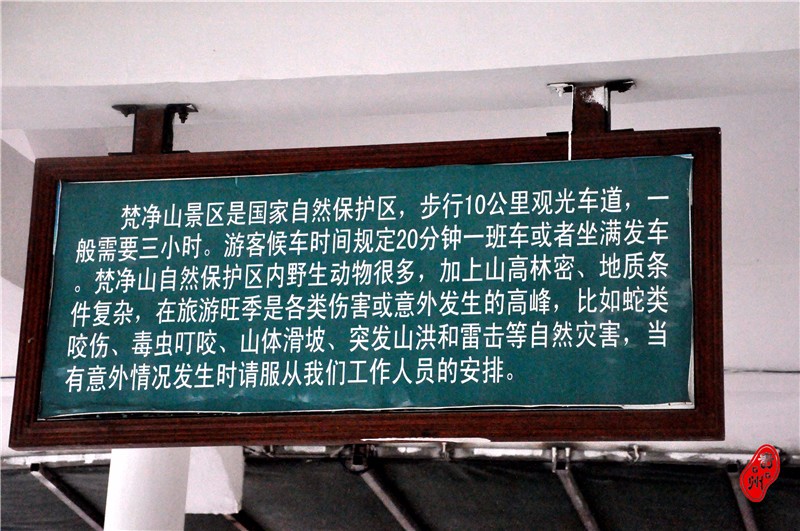 梵净山景区是国家自然保护区，步行10公里观光车道，一
般需要三小时。游客候车时间规定20分钟一班车或者坐满发车
。梵净山自然保护区内野生动物很多，加上山高林密、地质条
件复杂，在旅游旺季是各类伤害或意外发生的高峰，比如蛇类
咬伤、毒虫叮咬、山体滑坡、突发山洪和雷击等自然灾害，当
有意外情况发生时请服从我们工作人员的安排。